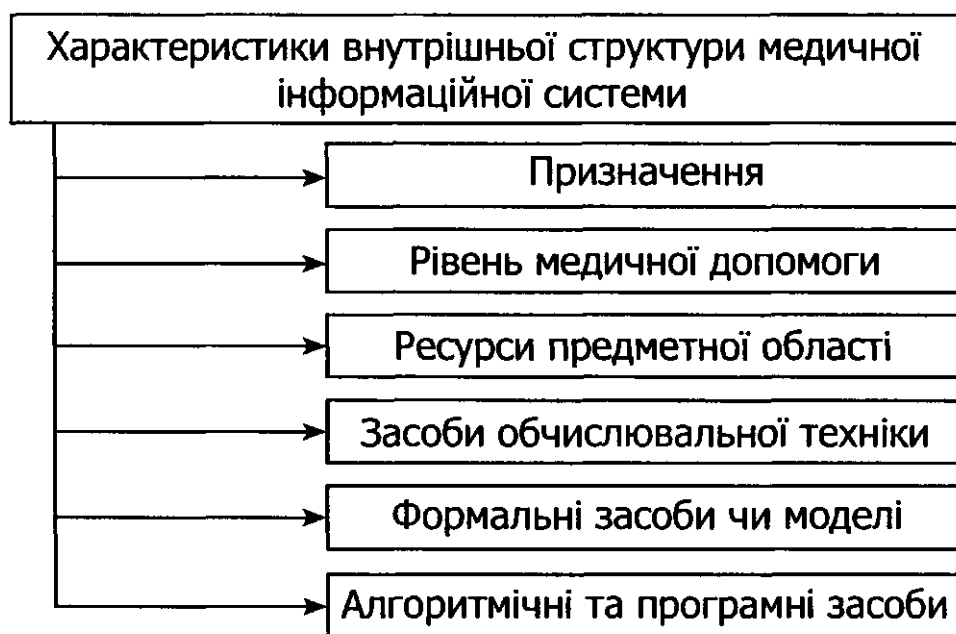 Характеристики внутрішньої структури медичної
інформаційної системи
Призначення
Рівень медичної допомоги
Ресурси предметної області
Засоби обчислювальної техніки
Формальні засоби чи моделі
Алгоритмічні та програмні засоби